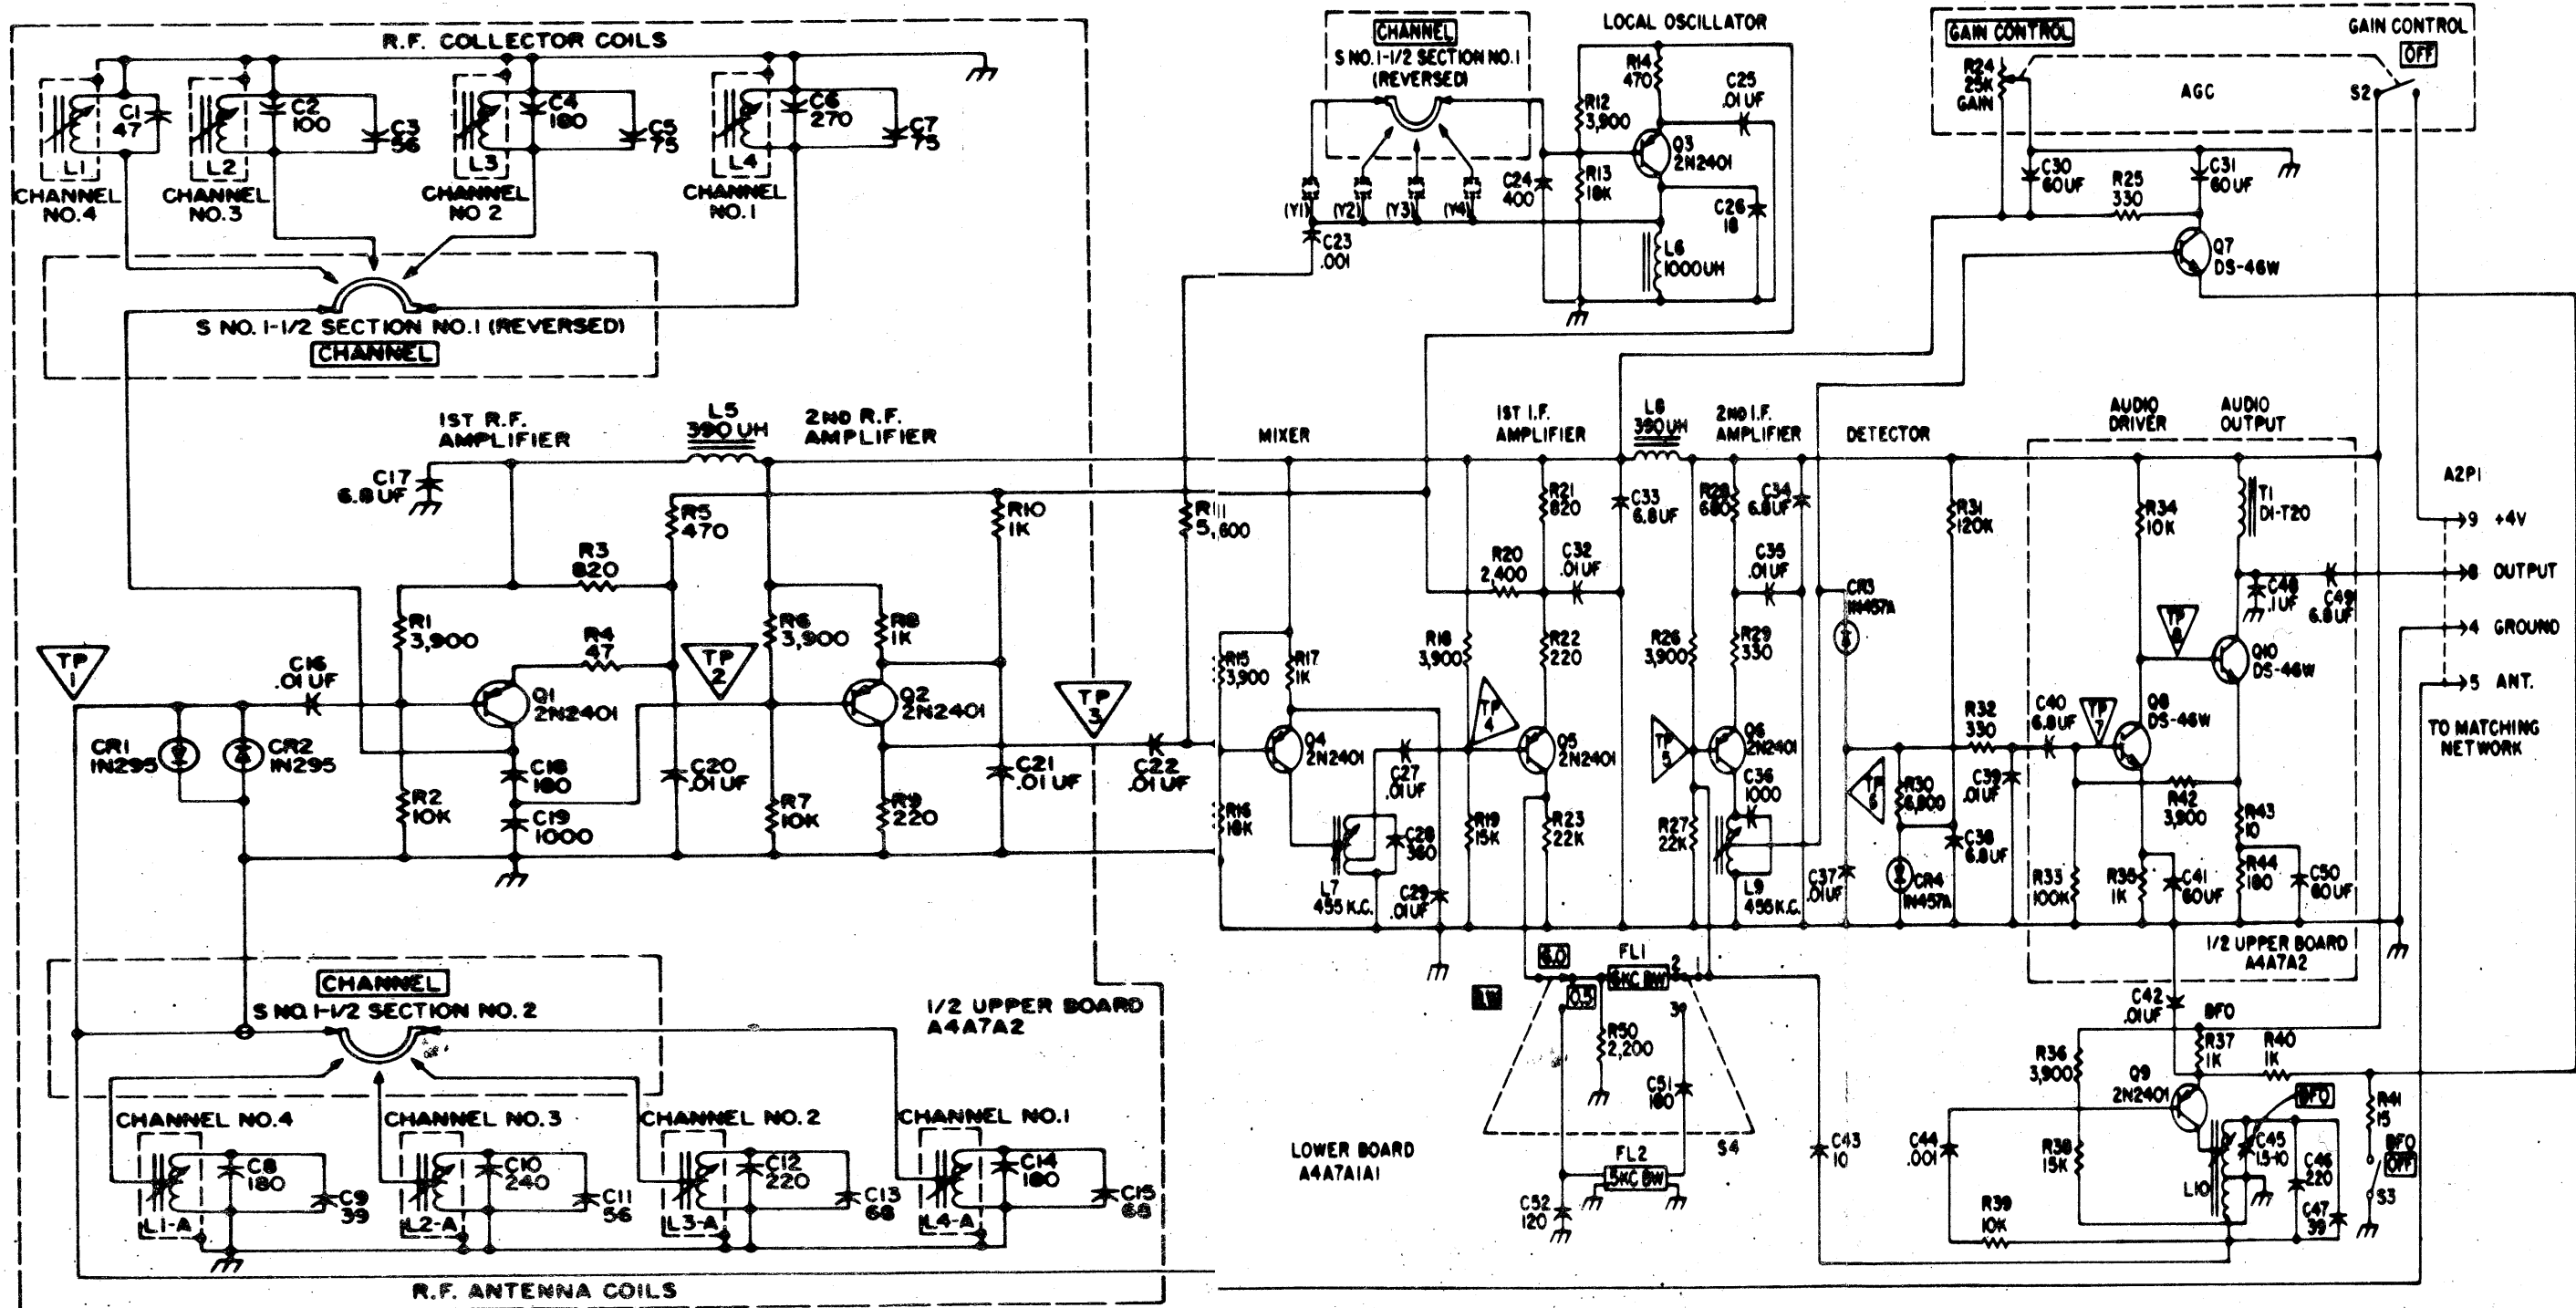 R.F. COLLECTOR COILS
C1
47
C2
100
C3
56
C4
180
C5
75
C6
270
C7
75
L1
L2
L3
L4
CHANNEL
NO.4
CHANNEL
NO.3
CHANNEL
NO 2
CHANNEL
NO.1
S NO.1-1/2 SECTION NO.1 (REVERSED)
CHANNEL
1ST R.F.
AMPLIFIER
L5
390 UH
2ND R.F.
AMPLIFIER
C17
6.8 UF
R5
470
R10
1K
R3
820
R1
3,900
R4
47
R6
3,900
R8
1K
TP
1
C16
.01 UF
TP
2
Q1
2N2401
Q2
2N2401
TP
3
CR1
1N295
CR2
1N295
C18
180
C20
.01 UF
C21
.01 UF
C22
.01 UF
R2
10K
C19
1000
R7
10K
R9
220
CHANNEL
S NO.1-1/2 SECTION NO. 2
1/2 UPPER BOARD
A4A7A2
CHANNEL NO.4
CHANNEL NO.3
CHANNEL NO.2
CHANNEL NO.1
C8
180
C9
39
C10
240
C11
56
C12
220
C13
68
C14
180
C15
68
L1-A
L2-A
L3-A
L4-A
R.F. ANTENNA COILS
CHANNEL
S NO.1-1/2 SECTION NO.1
(REVERSED)
LOCAL OSCILLATOR
R14
470
C25
.01 UF
R12
3,900
Q3
2N2401
R13
18K
C24
400
C26
18
(Y1)
(Y2)
(Y3)
(Y4)
C23
.001
L6
1000UH
GAIN CONTROL
GAIN CONTROL
OFF
R24
25K
GAIN
AGC
S2
C30
60UF
R25
330
C31
60UF
Q7
DS-46W
MIXER
1ST I.F.
AMPLIFIER
L8
390UH
2ND I.F.
AMPLIFIER
DETECTOR
AUDIO
DRIVER
AUDIO
OUTPUT
R11
5,600
R21
820
C33
6.8UF
R28
680
C34
6.8UF
R31
120K
R34
10K
T1
DI-T20
A2P1
9 +4V
8 OUTPUT
4 GROUND
5 ANT.
TO MATCHING
NETWORK
R20
2,400
C32
.01UF
C35
.01UF
CR3
1N457A
C48
.1UF
C49
6.8UF
R15
3,900
R17
1K
R18
3,900
R22
220
R26
3,900
R29
330
TP
8
Q10
DS-46W
TP
4
TP
5
Q4
2N2401
Q5
2N2401
Q6
2N2401
R32
330
C40
6.8UF
TP
7
Q8
DS-46W
C27
.01UF
C36
1000
TP
6
R30
6,800
C39
.01UF
R42
3,900
R43
10
R16
18K
C28
360
R19
15K
R23
22K
R27
22K
C38
6.8UF
L7
455 K.C.
C29
.01UF
L9
455K.C.
C37
.01UF
CR4
1N457A
R33
100K
R35
1K
C41
60UF
R44
180
C50
60UF
1/2 UPPER BOARD
A4A7A2
6.0
FL1
6KC BW
2
0.5
3
R50
2,200
C51
180
S4
FL2
.5KC BW
C52
120
LOWER BOARD
A4A7A1A1
C42
.01UF
BFO
R37
1K
R40
1K
R36
3,900
Q9
2N2401
BFO
R41
15
C43
10
C44
.001
R38
15K
C45
1.5-10
C46
220
BFO
OFF
L10
S3
C47
39
R39
10K